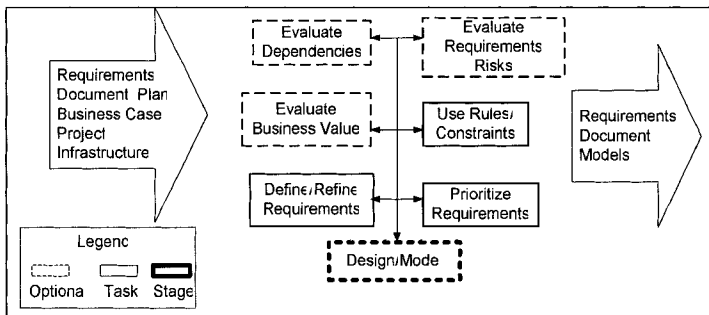 Requirements
Document Plan
Business Case
Project
Infrastructure
Evaluate
Dependencies
Evaluate
Requirements
Risks
Evaluate
Business Value
Use Rules/
Constraints
Define/Refine
Requirements
Prioritize
Requirements
Design/Mode
Requirements
Document
Models
Legenc
Optiona Task Stage